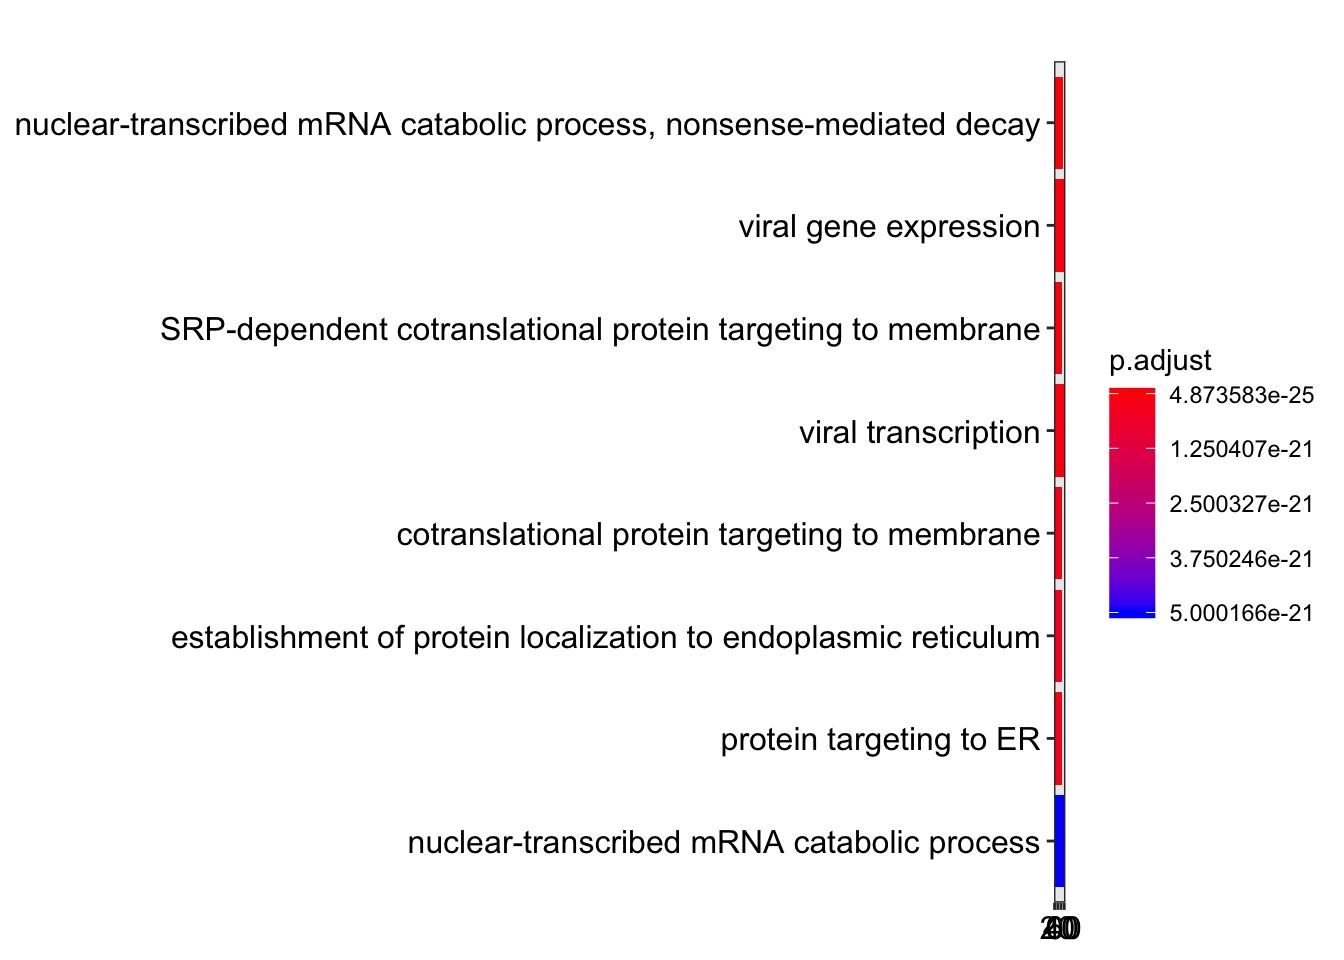 nuclear-transcribed mRNA catabolic process, nonsense-mediated decay
viral gene expression
SRP-dependent cotranslational protein targeting to membrane
viral transcription
cotranslational protein targeting to membrane
establishment of protein localization to endoplasmic reticulum
protein targeting to ER
nuclear-transcribed mRNA catabolic process
p.adjust
4.873583e-25
1.250407e-21
2.500327e-21
3.750246e-21
5.000166e-21